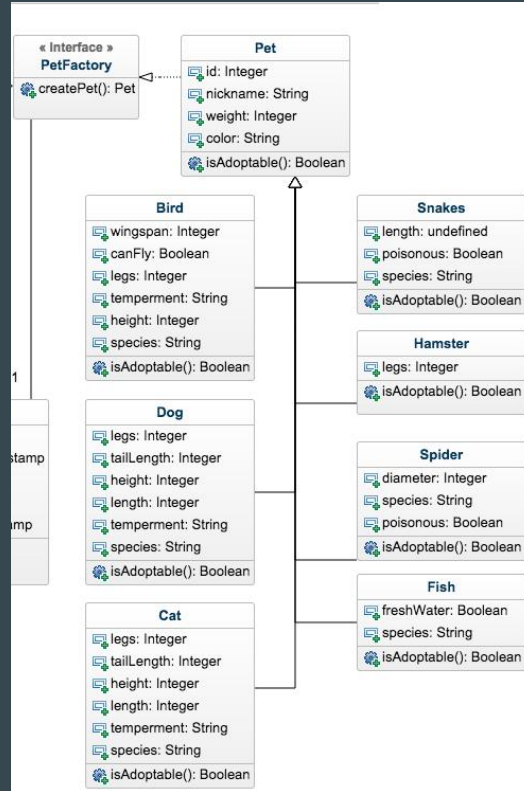 « Interface »
PetFactory
createPet(): Pet
Pet
id: Integer
nickname: String
weight: Integer
color: String
isAdoptable(): Boolean
Bird
wingspan: Integer
canFly: Boolean
legs: Integer
temperment: String
height: Integer
species: String
isAdoptable(): Boolean
Snakes
length: undefined
poisonous: Boolean
species: String
isAdoptable(): Boolean
Hamster
legs: Integer
isAdoptable(): Boolean
1
Dog
legs: Integer
tailLength: Integer
height: Integer
length: Integer
temperment: String
species: String
isAdoptable(): Boolean
Spider
diameter: Integer
species: String
poisonous: Boolean
isAdoptable(): Boolean
Fish
freshWater: Boolean
species: String
isAdoptable(): Boolean
Cat
legs: Integer
tailLength: Integer
height: Integer
length: Integer
temperment: String
species: String
isAdoptable(): Boolean